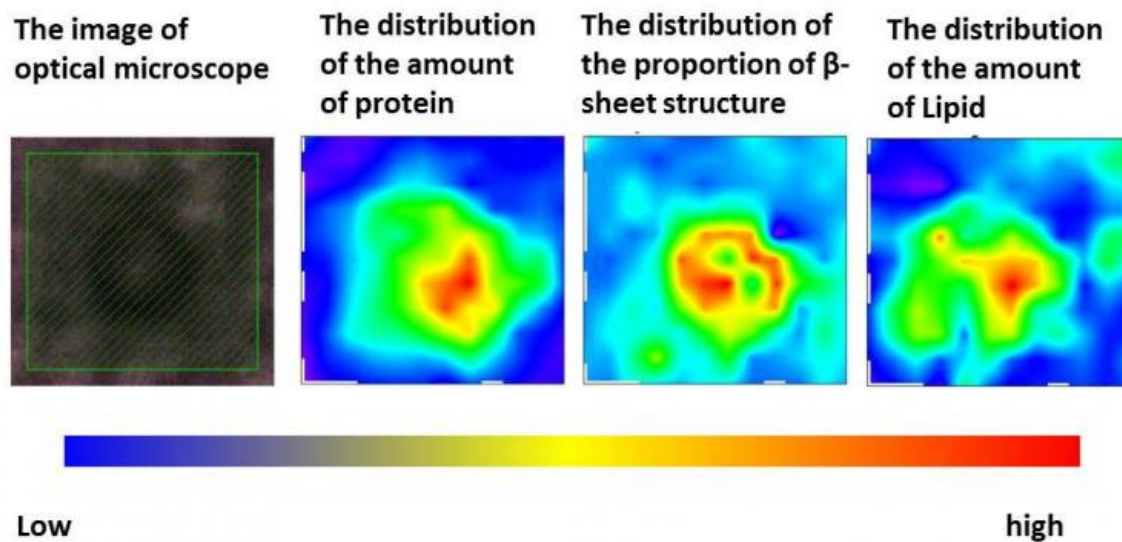 The image of
optical microscope
The distribution
of the amount
of protein
The distribution of
the proportion of β-
sheet structure
The distribution
of the amount
of Lipid
Low
high